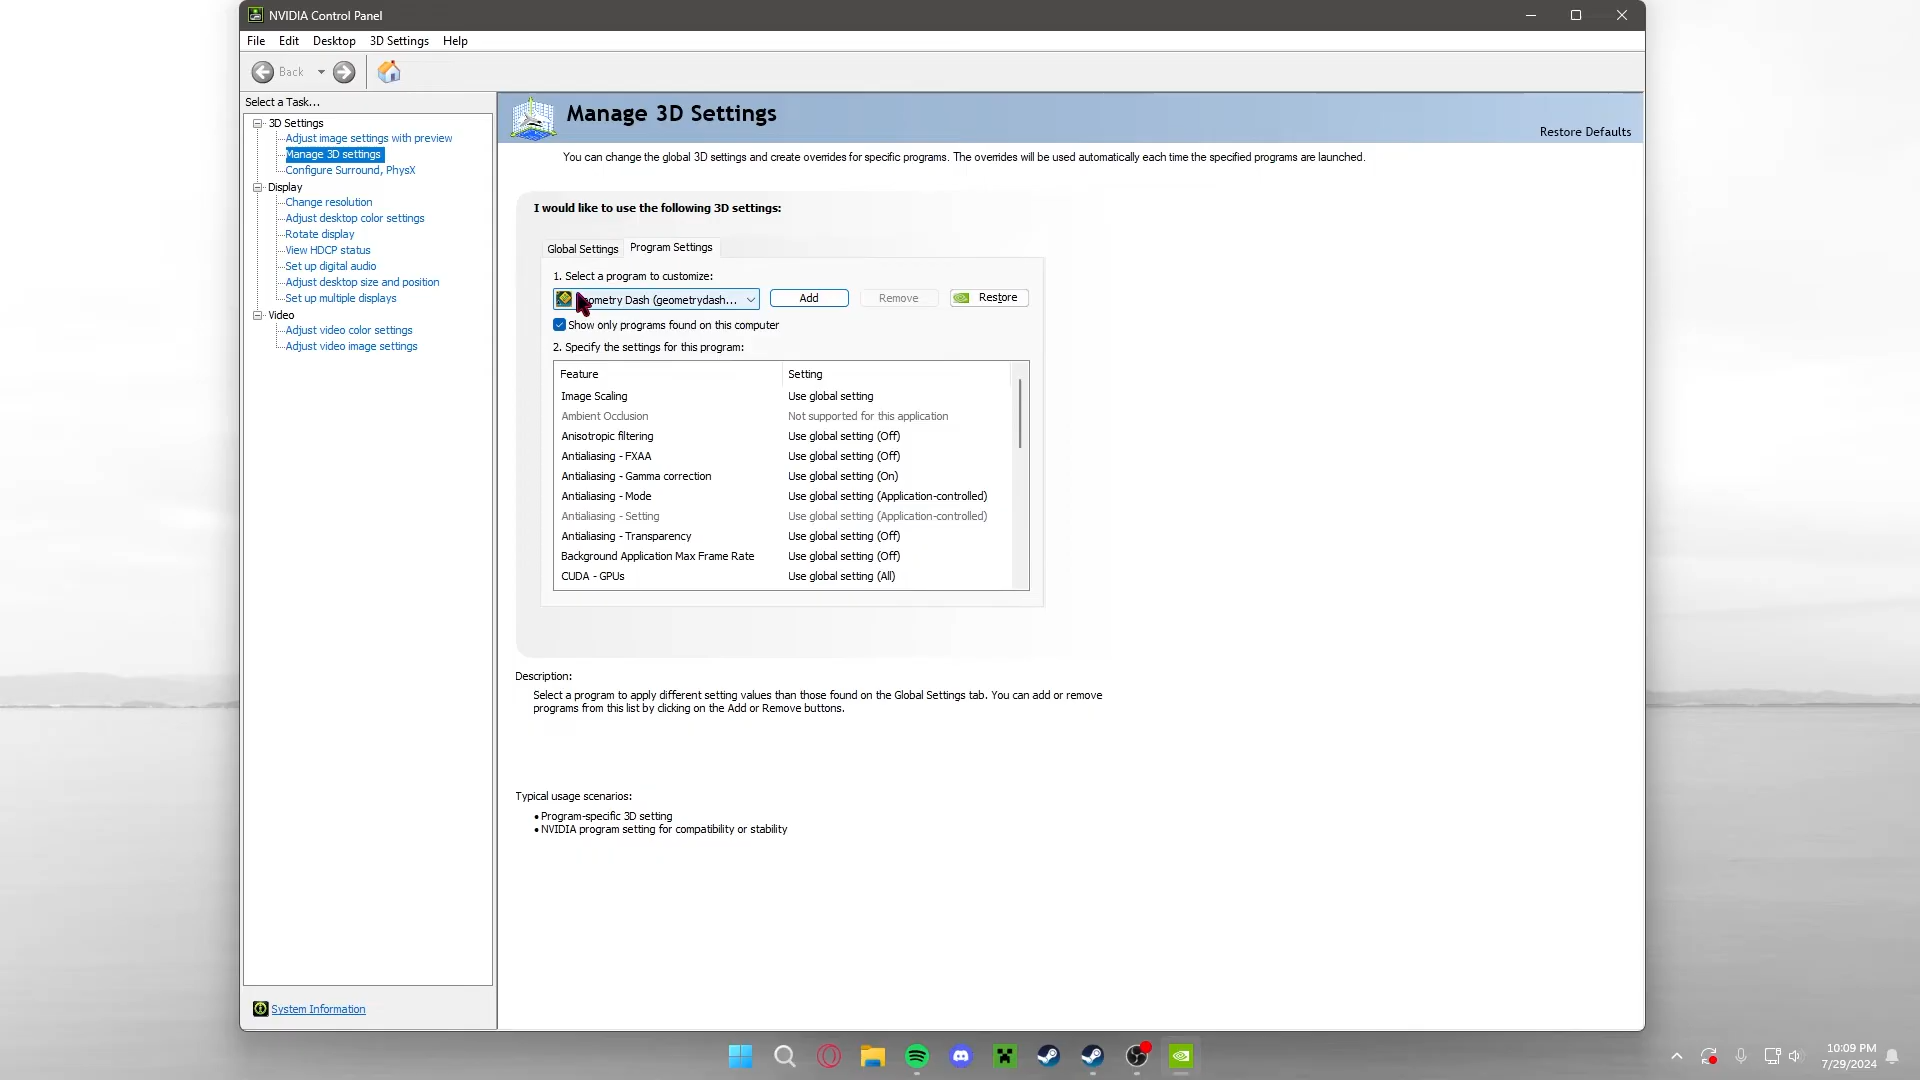 NVIDIA Control Panel
File Edit Desktop 3D Settings Help
Back
Select a Task...
3D Settings
Adjust image settings with preview
Manage 3D settings
Configure Surround, PhysX
Display
Change resolution
Adjust desktop color settings
Rotate display
View HDCP status
Set up digital audio
Adjust desktop size and position
Set up multiple displays
Video
Adjust video color settings
Adjust video image settings
System Information
Manage 3D Settings
Restore Defaults
You can change the global 3D settings and create overrides for specific programs. The overrides will be used automatically each time the specified programs are launched.
I would like to use the following 3D settings:
Global Settings Program Settings
1. Select a program to customize:
ometry Dash (geometrydash... Add Remove Restore
Show only programs found on this computer
2. Specify the settings for this program:
Feature Setting
Image Scaling Use global setting
Ambient Occlusion Not supported for this application
Anisotropic filtering Use global setting (Off)
Antialiasing - FXAA Use global setting (Off)
Antialiasing - Gamma correction Use global setting (On)
Antialiasing - Mode Use global setting (Application-controlled)
Antialiasing - Setting Use global setting (Application-controlled)
Antialiasing - Transparency Use global setting (Off)
Background Application Max Frame Rate Use global setting (Off)
CUDA - GPUs Use global setting (All)
Description:
Select a program to apply different setting values than those found on the Global Settings tab. You can add or remove
programs from this list by clicking on the Add or Remove buttons.
Typical usage scenarios:
• Program-specific 3D setting
• NVIDIA program setting for compatibility or stability
10:09 PM
7/29/2024